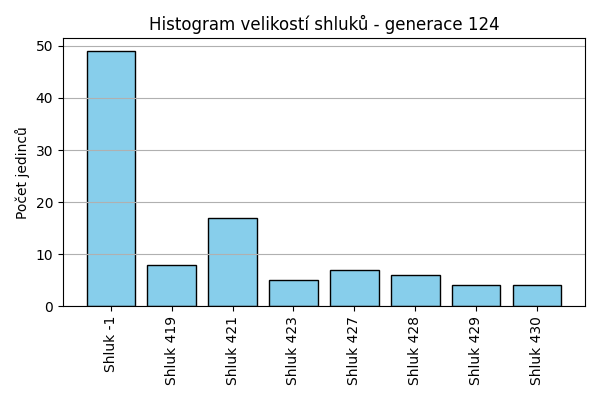 Histogram velikostí shluků - generace 124
Počet jedinců
50
40
30
20
10
0
Shluk -1
Shluk 419
Shluk 421
Shluk 423
Shluk 427
Shluk 428
Shluk 429
Shluk 430